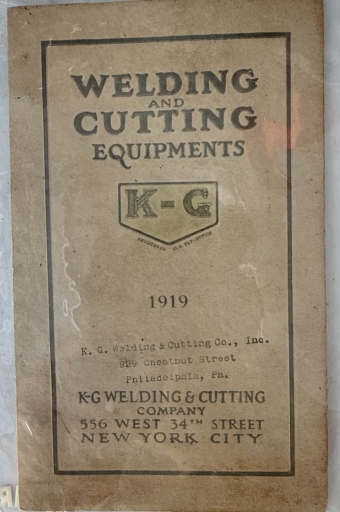 WELDING
AND
CUTTING
EQUIPMENTS
K-G
REGISTERED U.S. PAT. OFFICE
1919
K. G. Welding & Cutting Co., Inc.
929 Chestnut Street
Philadelphia, Pa.
K-G WELDING & CUTTING
COMPANY
556 WEST 34TH STREET
NEW YORK CITY